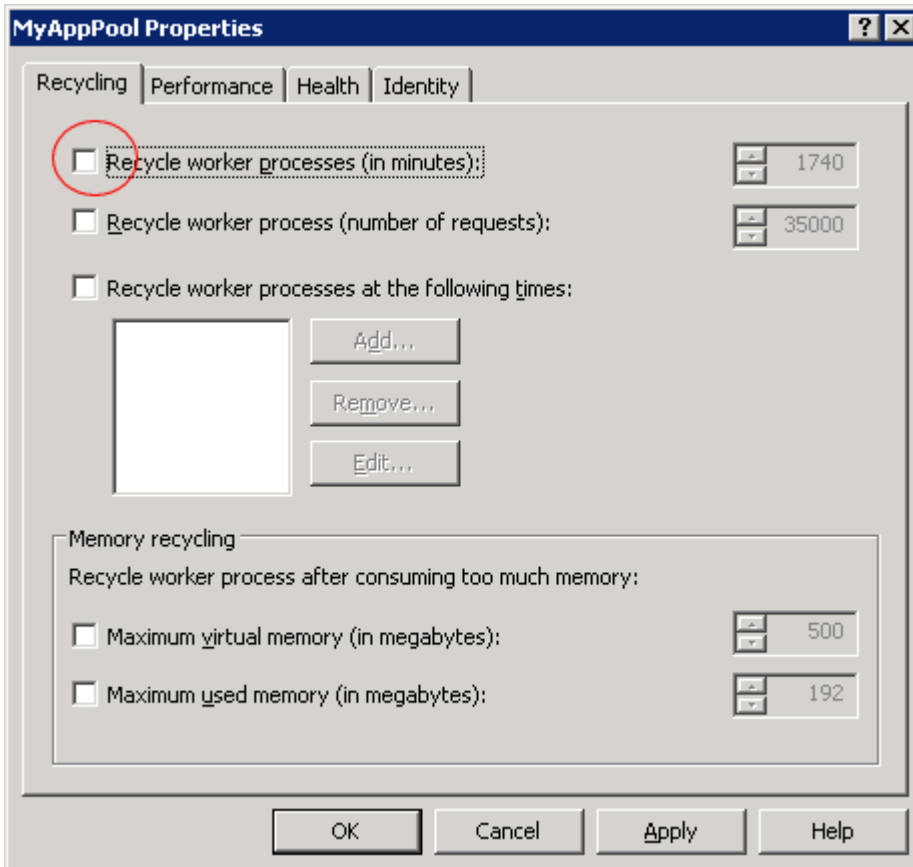 MyAppPool Properties
Recycling Performance Health Identity
Recycle worker processes (in minutes): 1740
Recycle worker process (number of requests): 35000
Recycle worker processes at the following times:
Add...
Remove...
Edit...
Memory recycling
Recycle worker process after consuming too much memory:
Maximum virtual memory (in megabytes): 500
Maximum used memory (in megabytes): 192
OK Cancel Apply Help